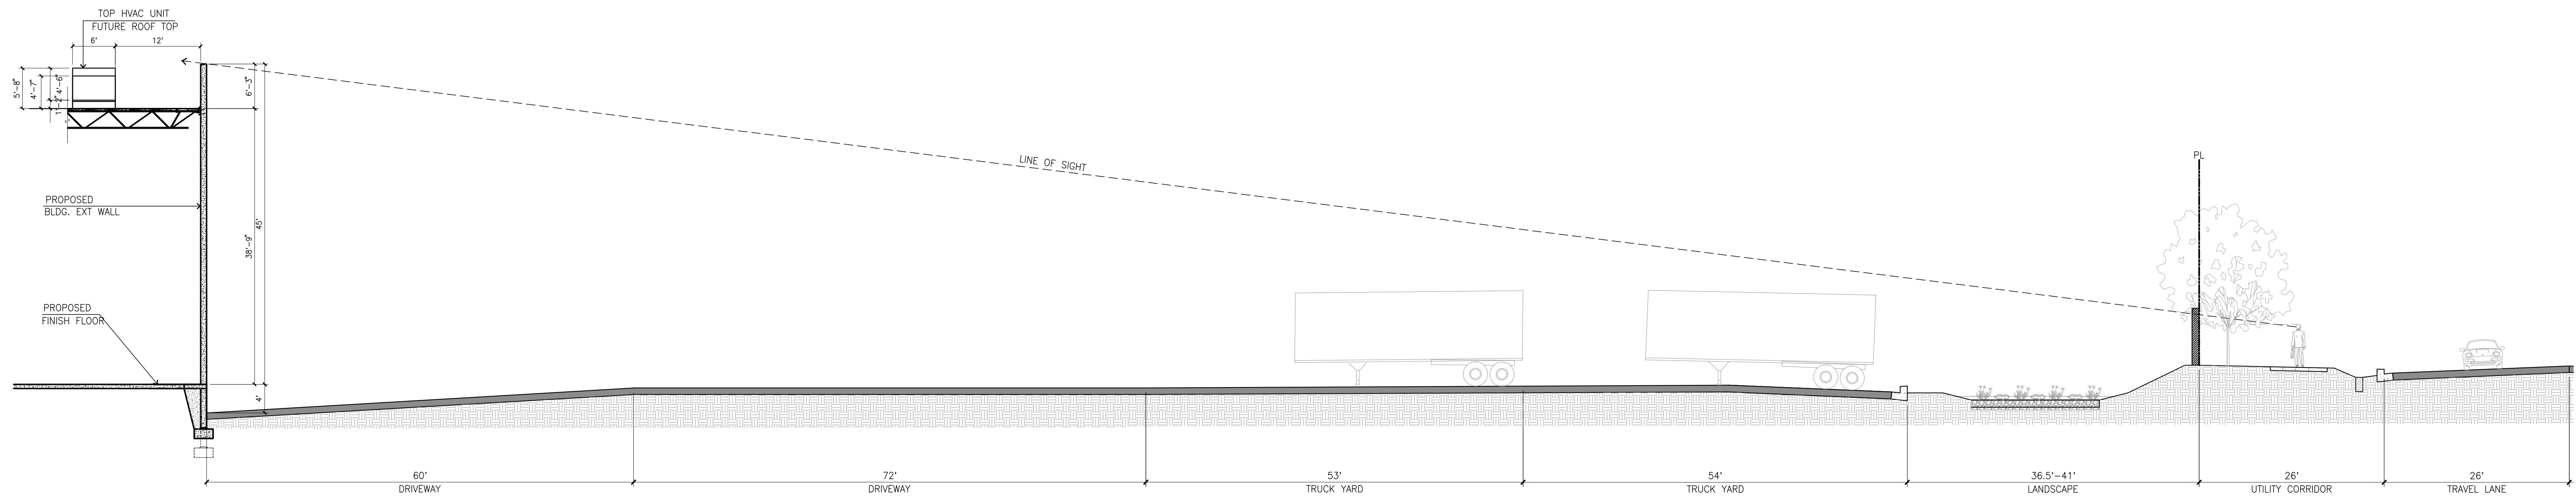 TOP HVAC UNIT
FUTURE ROOF TOP
6'
12'
5'-8"
4'-7"
4'-6"
1'-2"
6'-3"
45'
38'-9"
4'
LINE OF SIGHT
PROPOSED
BLDG. EXT WALL
PROPOSED
FINISH FLOOR
PL
60'
DRIVEWAY
72'
DRIVEWAY
53'
TRUCK YARD
54'
TRUCK YARD
36.5'-41'
LANDSCAPE
26'
UTILITY CORRIDOR
26'
TRAVEL LANE